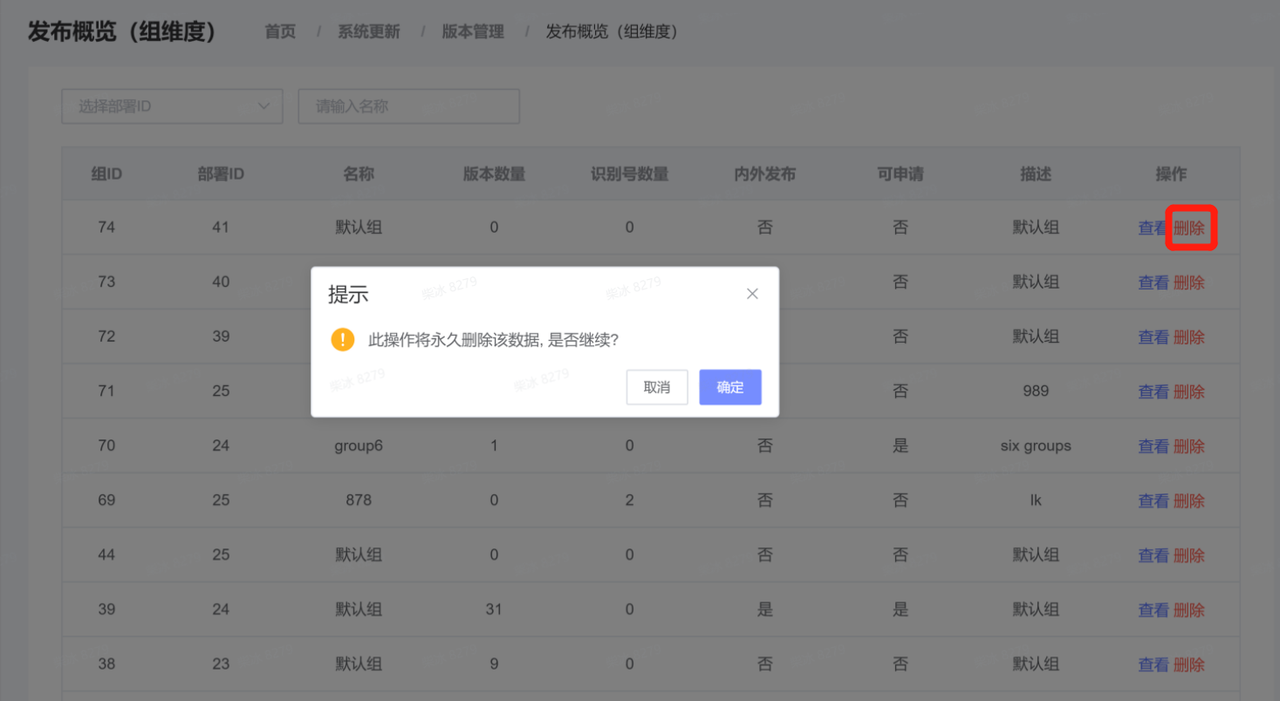 发布概览（组维度） 首页 / 系统更新 / 版本管理 / 发布概览（组维度）
选择部署ID 请输入名称
组ID 部署ID 名称 版本数量 识别号数量 内外发布 可申请 描述 操作
74 41 默认组 0 0 否 否 默认组 查看 删除
73 40 否 默认组 查看 删除
72 39 否 默认组 查看 删除
71 25 否 989 查看 删除
提示
此操作将永久删除该数据, 是否继续?
取消 确定
70 24 group6 1 0 否 是 six groups 查看 删除
69 25 878 0 2 否 否 lk 查看 删除
44 25 默认组 0 0 否 否 默认组 查看 删除
39 24 默认组 31 0 是 是 默认组 查看 删除
38 23 默认组 9 0 否 否 默认组 查看 删除